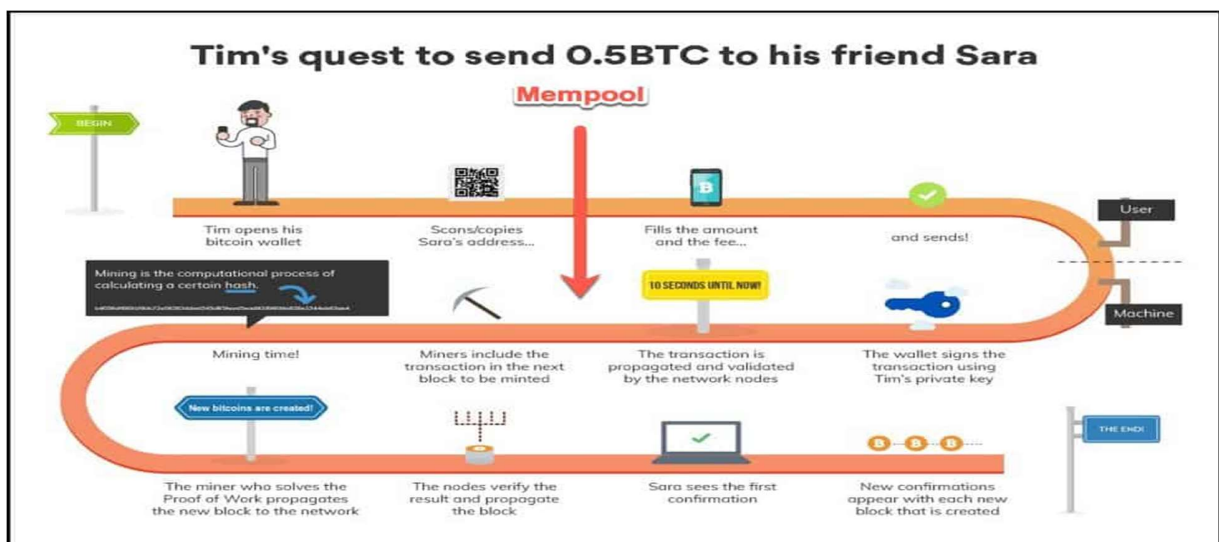 Tim's quest to send 0.5BTC to his friend Sara
Mempool
BEGIN
Tim opens his
bitcoin wallet
Scans/copies
Sara's address...
Fills the amount
and the fee...
and sends!
User
Machine
The wallet signs the
transaction using
Tim's private key
10 SECONDS UNTIL NOW!
The transaction is
propagated and validated
by the network nodes
Miners include the
transaction in the next
block to be minted
Mining is the computational process of
calculating a certain hash.
Mining time!
New bitcoins are created!
The miner who solves the
Proof of Work propagates
the new block to the network
The nodes verify the
result and propagate
the block
Sara sees the first
confirmation
New confirmations
appear with each new
block that is created
THE END!